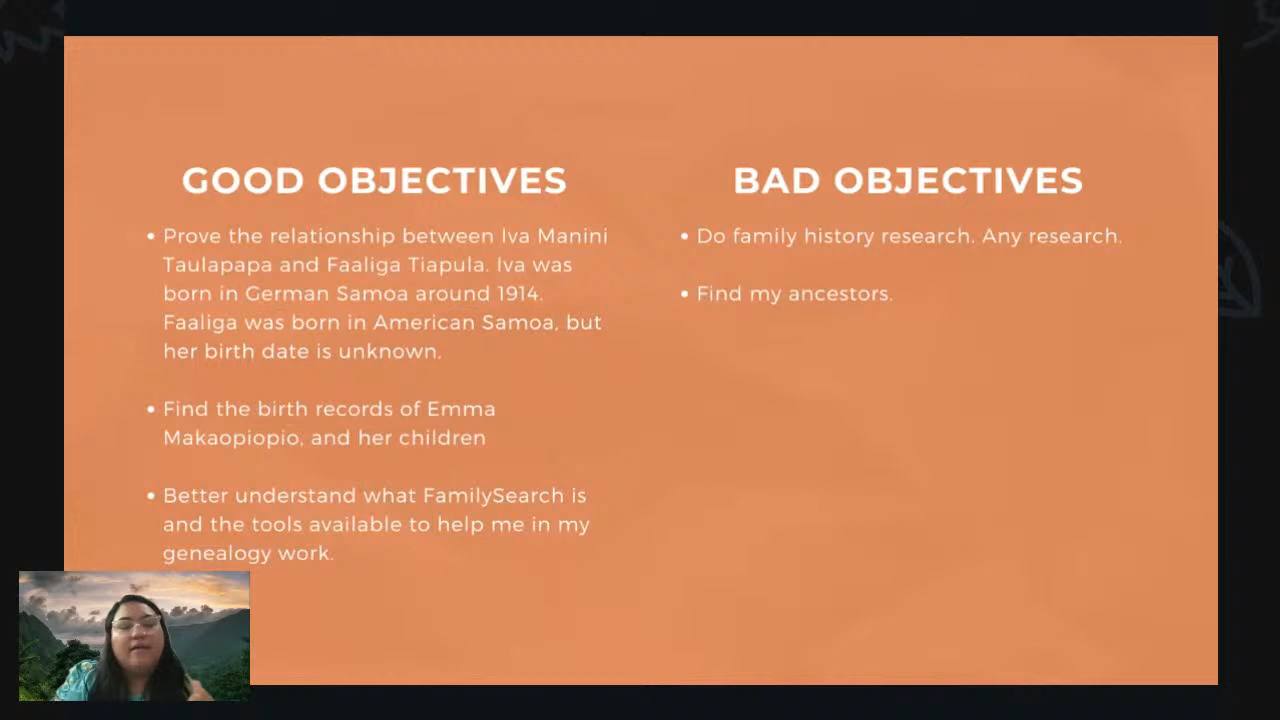 GOOD OBJECTIVES
• Prove the relationship between Iva Manini
Taulapapa and Faaliga Tiapula. Iva was
born in German Samoa around 1914.
Faaliga was born in American Samoa, but
her birth date is unknown.
• Find the birth records of Emma
Makaopiopio, and her children
• Better understand what FamilySearch is
and the tools available to help me in my
genealogy work.
BAD OBJECTIVES
• Do family history research. Any research.
• Find my ancestors.